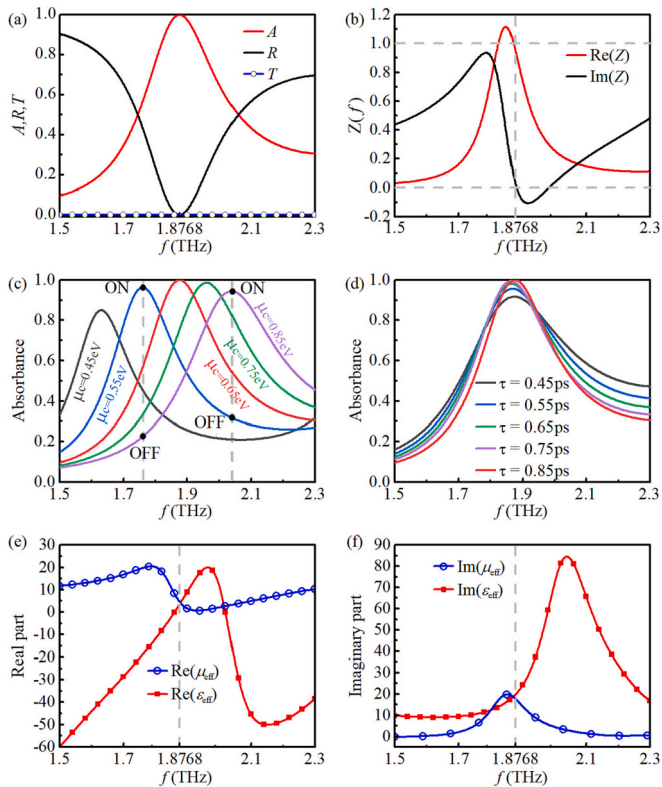 (a)
A
R
T
A,R,T
1.0
0.8
0.6
0.4
0.2
0.0
1.5 1.7 1.8768 2.1 2.3
f (THz)
(b)
Re(Z)
Im(Z)
Z(f)
1.2
1.0
0.8
0.6
0.4
0.2
0.0
-0.2
1.5 1.7 1.8768 2.1 2.3
f (THz)
(c)
ON
ON
OFF
OFF
μc=0.45eV
μc=0.55eV
μc=0.65eV
μc=0.75eV
μc=0.85eV
Absorbance
1.0
0.8
0.6
0.4
0.2
0.0
1.5 1.7 1.9 2.1 2.3
f (THz)
(d)
τ = 0.45ps
τ = 0.55ps
τ = 0.65ps
τ = 0.75ps
τ = 0.85ps
Absorbance
1.0
0.8
0.6
0.4
0.2
0.0
1.5 1.7 1.9 2.1 2.3
f (THz)
(e)
Re(μeff)
Re(εeff)
Real part
30
20
10
0
-10
-20
-30
-40
-50
-60
1.5 1.7 1.8768 2.1 2.3
f (THz)
(f)
Im(μeff)
Im(εeff)
Imaginary part
90
80
70
60
50
40
30
20
10
0
1.5 1.7 1.8768 2.1 2.3
f (THz)